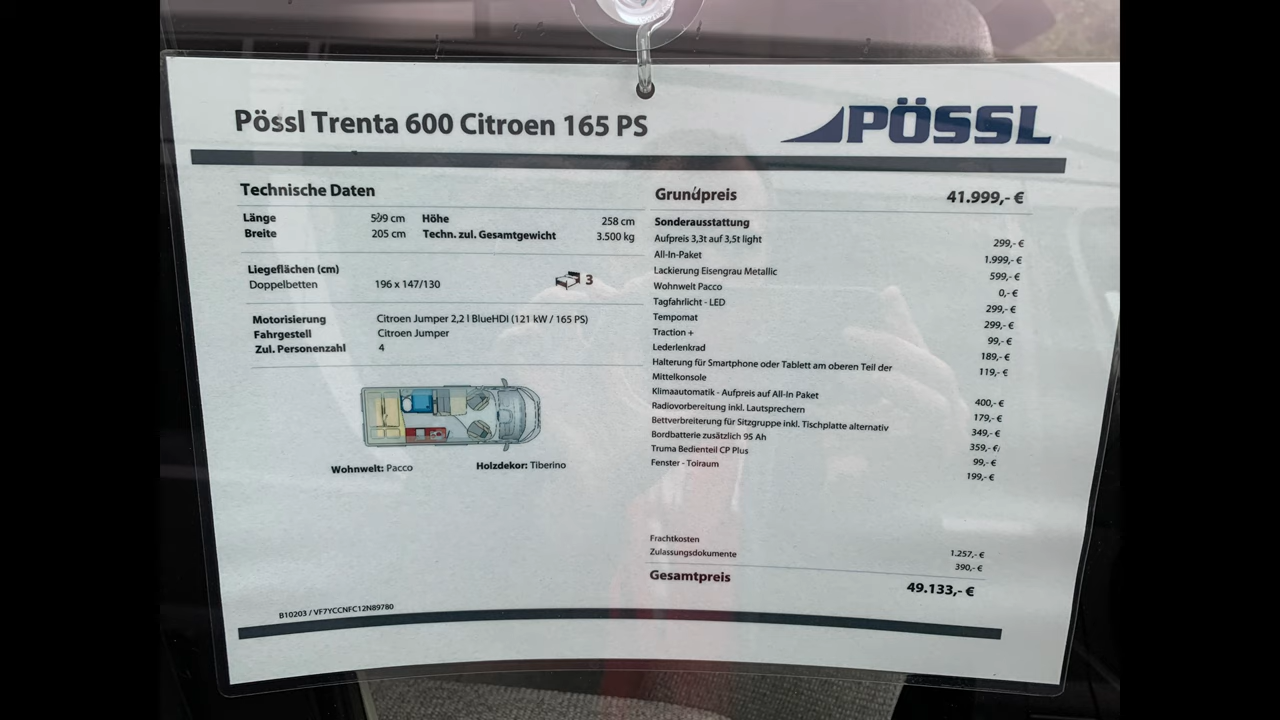 Pössl Trenta 600 Citroen 165 PS
PÖSSL
Technische Daten
Länge 599 cm Höhe 258 cm
Breite 205 cm Techn. zul. Gesamtgewicht 3.500 kg
Liegeflächen (cm)
Doppelbetten 196 x 147/130 3
Motorisierung Citroen Jumper 2,2 l BlueHDI (121 kW / 165 PS)
Fahrgestell Citroen Jumper
Zul. Personenzahl 4
Wohnwelt: Pacco Holzdekor: Tiberino
B10203 / VF7YCCNFC12N89780
Grundpreis 41.999,- €
Sonderausstattung
Aufpreis 3,3t auf 3,5t light 299,- €
All-In-Paket 1.999,- €
Lackierung Eisengrau Metallic 599,- €
Wohnwelt Pacco 0,- €
Tagfahrlicht - LED 299,- €
Tempomat 299,- €
Traction + 99,- €
Lederlenkrad 189,- €
Halterung für Smartphone oder Tablett am oberen Teil der 119,- €
Mittelkonsole
Klimaautomatik - Aufpreis auf All-In Paket 400,- €
Radiovorbereitung inkl. Lautsprechern 179,- €
Bettverbreiterung für Sitzgruppe inkl. Tischplatte alternativ 349,- €
Bordbatterie zusätzlich 95 Ah 359,- €
Truma Bedienteil CP Plus 99,- €
Fenster - Toiraum 199,- €
Frachtkosten 1.257,- €
Zulassungsdokumente 390,- €
Gesamtpreis 49.133,- €